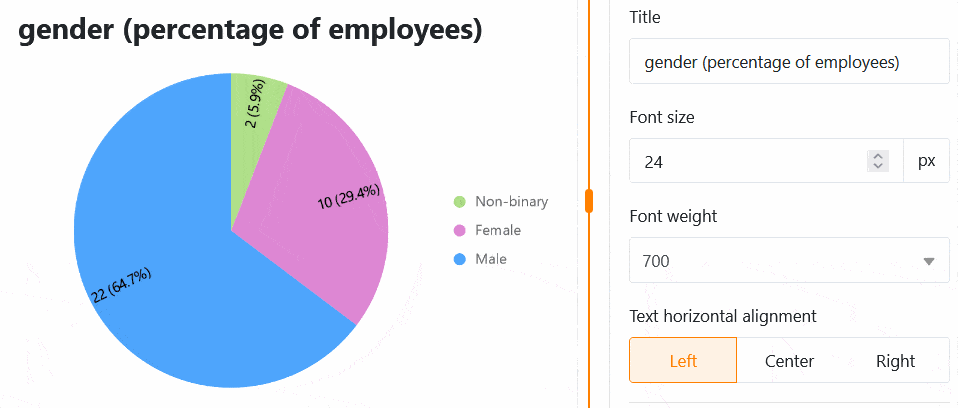 gender (percentage of employees)
2 (5.9%)
10 (29.4%)
22 (64.7%)
Non-binary
Female
Male
Title
gender (percentage of employees)
Font size
24 px
Font weight
700
Text horizontal alignment
Left Center Right